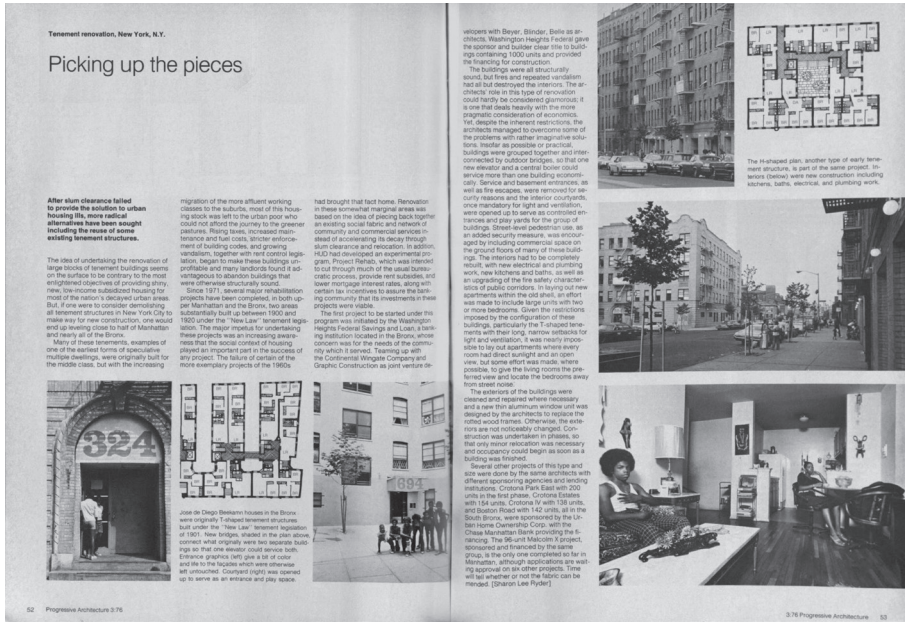 Tenement renovation, New York, N.Y.
Picking up the pieces
After slum clearance failed
to provide the solution to urban
housing ills, more radical
alternatives have been sought
including the reuse of some
existing tenement structures.
The idea of undertaking the renovation of
large blocks of tenement buildings seems
on the surface to be contrary to the most
enlightened objectives of providing shiny,
new, low-income subsidized housing for
most of the nation's decayed urban areas.
But, if one were to consider demolishing
all tenement structures in New York City to
make way for new construction, one would
end up leveling close to half of Manhattan
and nearly all of the Bronx.
Many of these tenements, examples of
one of the earliest forms of speculative
multiple dwellings, were originally built for
the middle class, but with the increasing
migration of the more affluent working
classes to the suburbs, most of this hous-
ing stock was left to the urban poor who
could not afford the journey to the greener
pastures. Rising taxes, increased main-
tenance and fuel costs, stricter enforce-
ment of building codes, and growing
vandalism, together with rent control legis-
lation, began to make these buildings un-
profitable and many landlords found it ad-
vantageous to abandon buildings that
were otherwise structurally sound.
Since 1971, several major rehabilitation
projects have been completed, in both up-
per Manhattan and the Bronx, two areas
substantially built up between 1900 and
1920 under the "New Law" tenement legis-
lation. The major impetus for undertaking
these projects was an increasing aware-
ness that the social context of housing
played an important part in the success of
any project. The failure of certain of the
more exemplary projects of the 1960s
had brought that fact home. Renovation
in these somewhat marginal areas was
based on the idea of piecing back together
an existing social fabric and network of
community and commercial services in-
stead of accelerating its decay through
slum clearance and relocation. In addition,
HUD had developed an experimental pro-
gram, Project Rehab, which was intended
to cut through much of the usual bureau-
cratic process, provide rent subsidies, and
lower mortgage interest rates, along with
certain tax incentives to assure the bank-
ing community that its investments in these
projects were viable.
The first project to be started under this
program was initiated by the Washington
Heights Federal Savings and Loan, a bank-
ing institution located in the Bronx, whose
concern was for the needs of the commu-
nity which it served. Teaming up with
the Continental Wingate Company and
Graphic Construction as joint venture de-
324
Jose de Diego Beekamn houses in the Bronx
were originally T-shaped tenement structures
built under the "New Law" tenement legislation
of 1901. New bridges, shaded in the plan above,
connect what originally were two separate build-
ings so that one elevator could service both.
Entrance graphics (left) give a bit of color
and tile to the façades which were otherwise
left untouched. Courtyard (right) was opened
up to serve as an entrance and play space.
694
52 Progressive Architecture 3:76
velopers with Beyer, Blinder, Belle as ar-
chitects, Washington Heights Federal gave
the sponsor and builder clear title to build-
ings containing 1000 units and provided
the financing for construction.
The buildings were all structurally
sound, but fires and repeated vandalism
had all but destroyed the interiors. The ar-
chitects' role in this type of renovation
could hardly be considered glamorous; it
is one that deals heavily with the more
pragmatic consideration of economics.
Yet, despite the inherent restrictions, the
architects managed to overcome some of
the problems with rather imaginative solu-
tions. Insofar as possible or practical,
buildings were grouped together and inter-
connected by outdoor bridges, so that one
new elevator and a central boiler could
service more than one building economi-
cally. Service and basement entrances, as
well as fire escapes, were removed for se-
curity reasons and the interior courtyards,
once mandatory for light and ventilation,
were opened up to serve as controlled en-
trances and play yards for the group of
buildings. Street-level pedestrian use, as
an added security measure, was encour-
aged by including commercial space on
the ground floors of many of these build-
ings. The interiors had to be completely
rebuilt, with new electrical and plumbing
work, new kitchens and baths, as well as
an upgrading of the fire safety character-
istics of public corridors. In laying out new
apartments within the old shell, an effort
was made to include large units with two
or more bedrooms. Given the restrictions
imposed by the configuration of these
buildings, particularly the T-shaped tene-
ments with their long, narrow setbacks for
light and ventilation, it was nearly impos-
sible to lay out apartments where every
room had direct sunlight and an open
view, but some effort was made, where
possible, to give the living rooms the pre-
ferred view and locate the bedrooms away
from street noise.
The exteriors of the buildings were
cleaned and repaired where necessary
and a new thin aluminum window unit was
designed by the architects to replace the
rotted wood frames. Otherwise, the exte-
riors are not noticeably changed. Con-
struction was undertaken in phases, so
that only minor relocation was necessary
and occupancy could begin as soon as a
building was finished.
Several other projects of this type and
size were done by the same architects with
different sponsoring agencies and lending
institutions. Crotona Park East with 200
units in the first phase, Crotona Estates
with 154 units, Crotona IV with 138 units,
and Boston Road with 142 units, all in the
South Bronx, were sponsored by the Ur-
ban Home Ownership Corp. with the
Chase Manhattan Bank providing the fi-
nancing. The 96-unit Malcolm X project,
sponsored and financed by the same
group, is the only one completed so far in
Manhattan, although applications are wait-
ing approval on six other projects. Time
will tell whether or not the fabric can be
mended. [Sharon Lee Ryder]
The H-shaped plan, another type of early tene-
ment structure, is part of the same project. In-
teriors (below) were new construction including
kitchens, baths, electrical, and plumbing work.
3:76 Progressive Architecture 53